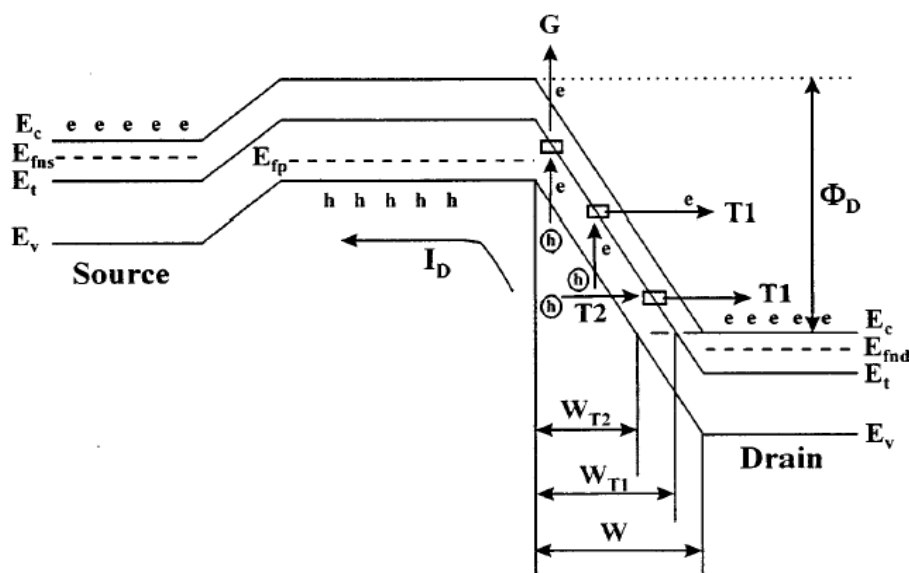 G
e
E_c e e e e e
E_fns
E_t
E_fp
e
h h h h h
E_v
Source
I_D
h
e T1
Φ_D
e
h
h T2
T1
e e e e e E_c
E_fnd
E_t
W_T2
E_v
Drain
W_T1
W